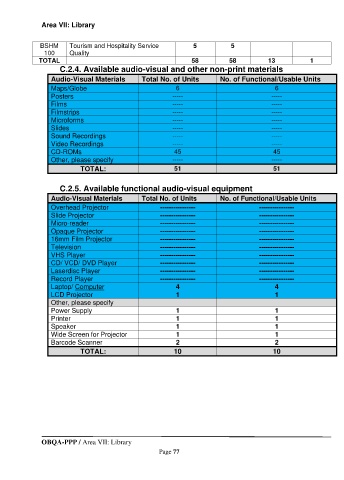 Area VII: Library
BSHM 100 Tourism and Hospitality Service Quality 5 5
TOTAL 58 58 13 1
C.2.4. Available audio-visual and other non-print materials
Audio-Visual Materials Total No. of Units No. of Functional/Usable Units
Maps/Globe 6 6
Posters ----- -----
Films ----- -----
Filmstrips ----- -----
Microforms ----- -----
Slides ----- -----
Sound Recordings ----- -----
Video Recordings ----- -----
CD-ROMs 45 45
Other, please specify ----- -----
TOTAL: 51 51
C.2.5. Available functional audio-visual equipment
Audio-Visual Materials Total No. of Units No. of Functional/Usable Units
Overhead Projector ---------------- ----------------
Slide Projector ---------------- ----------------
Micro-reader ---------------- ----------------
Opaque Projector ---------------- ----------------
16mm Film Projector ---------------- ----------------
Television ---------------- ----------------
VHS Player ---------------- ----------------
CD/ VCD/ DVD Player ---------------- ----------------
Laserdisc Player ---------------- ----------------
Record Player ---------------- ----------------
Laptop/ Computer 4 4
LCD Projector 1 1
Other, please specify
Power Supply 1 1
Printer 1 1
Speaker 1 1
Wide Screen for Projector 1 1
Barcode Scanner 2 2
TOTAL: 10 10
OBQA-PPP / Area VII: Library
Page 77